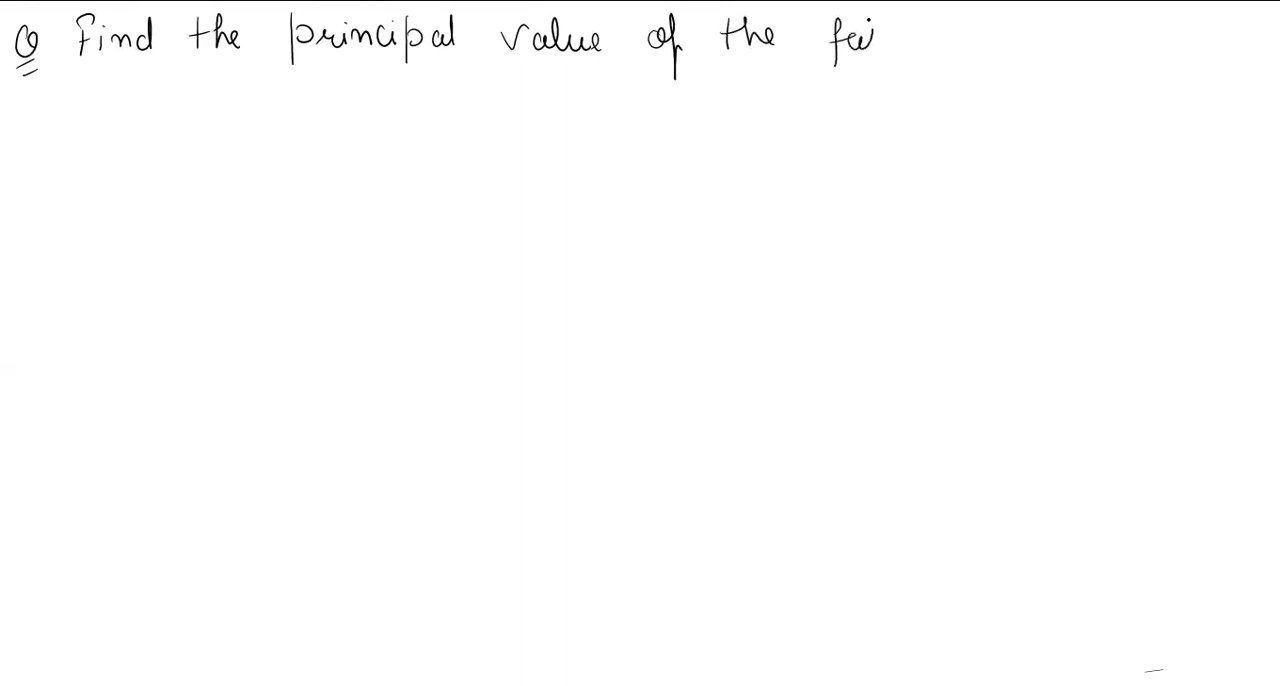 Q Find the principal value of the